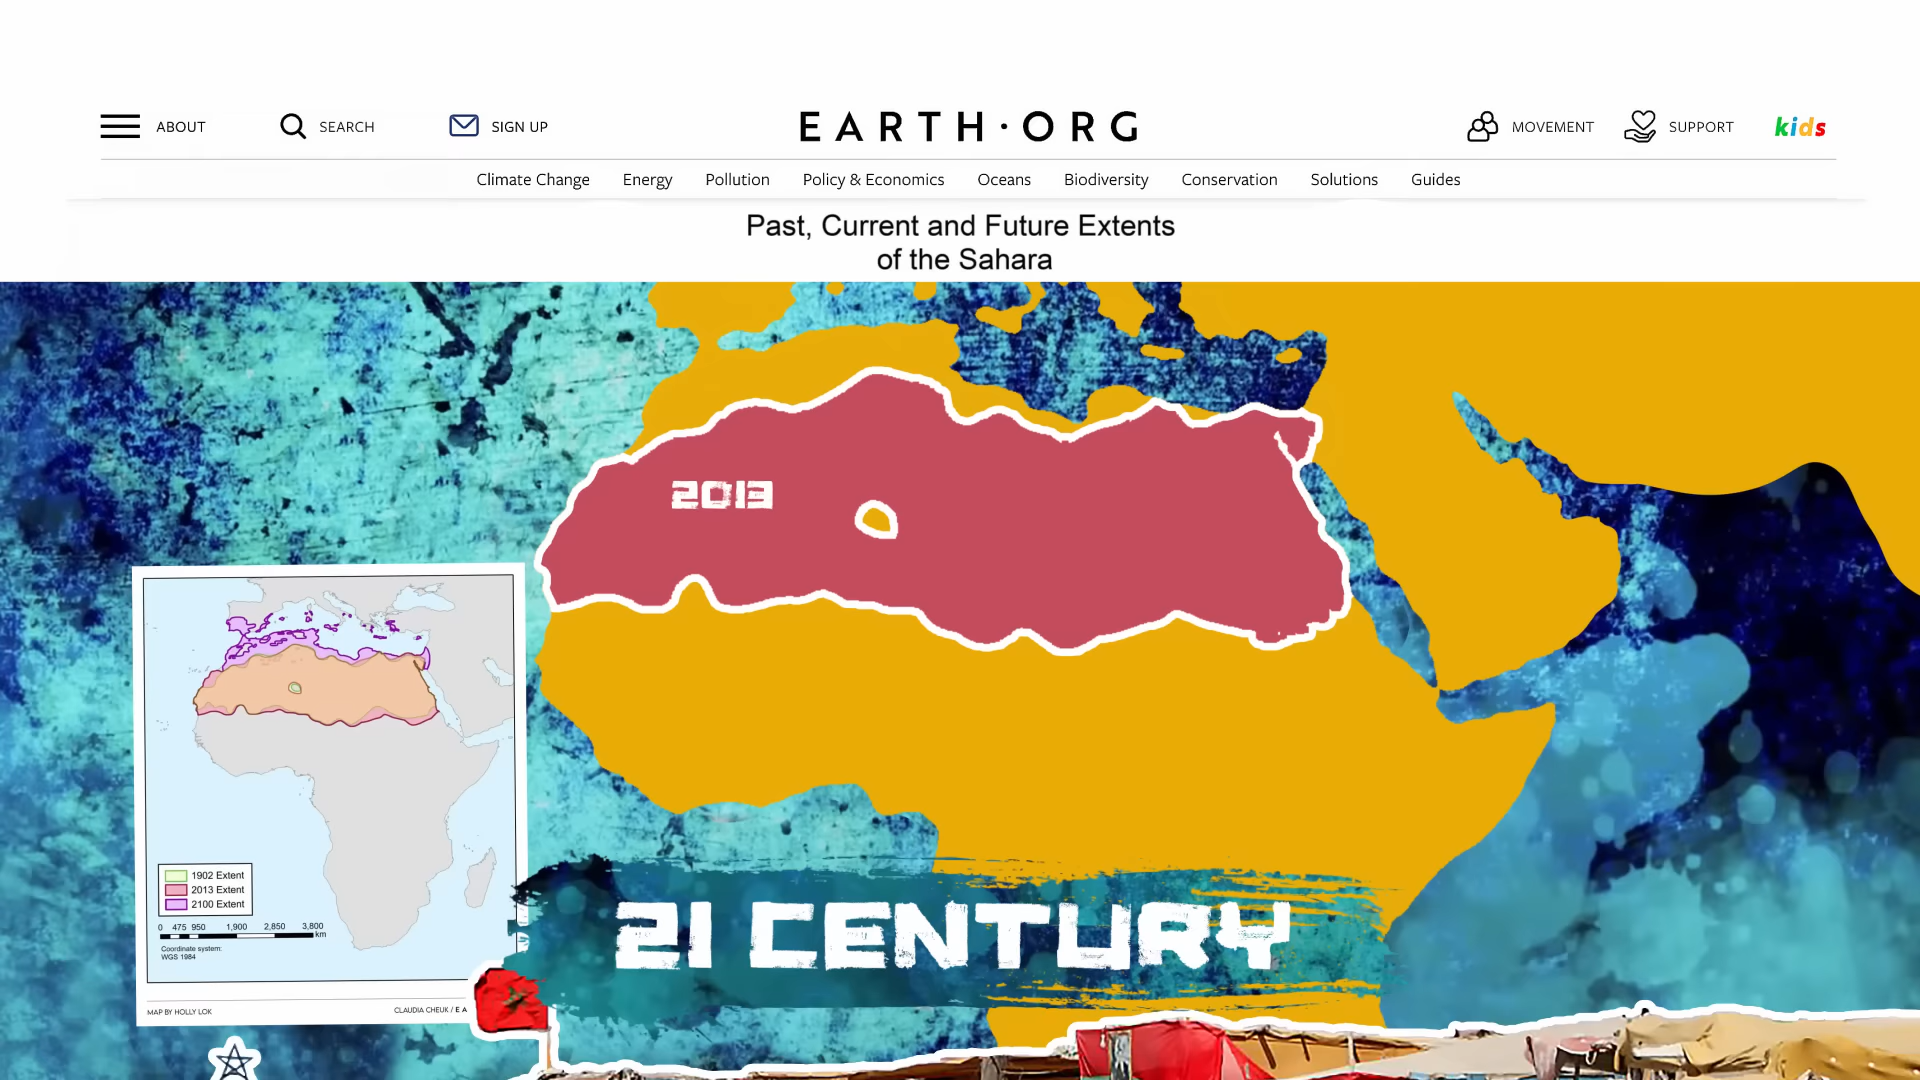 ABOUT
SEARCH
SIGN UP
EARTH·ORG
MOVEMENT
SUPPORT
kids
Climate Change
Energy
Pollution
Policy & Economics
Oceans
Biodiversity
Conservation
Solutions
Guides
Past, Current and Future Extents
of the Sahara
2013
1902 Extent
2013 Extent
2100 Extent
0 475 950 1,900 2,850 3,800
km
Coordinate system:
WGS 1984
MAP BY HOLLY LOK
CLAUDIA CHEUK / E A
21 CENTURY